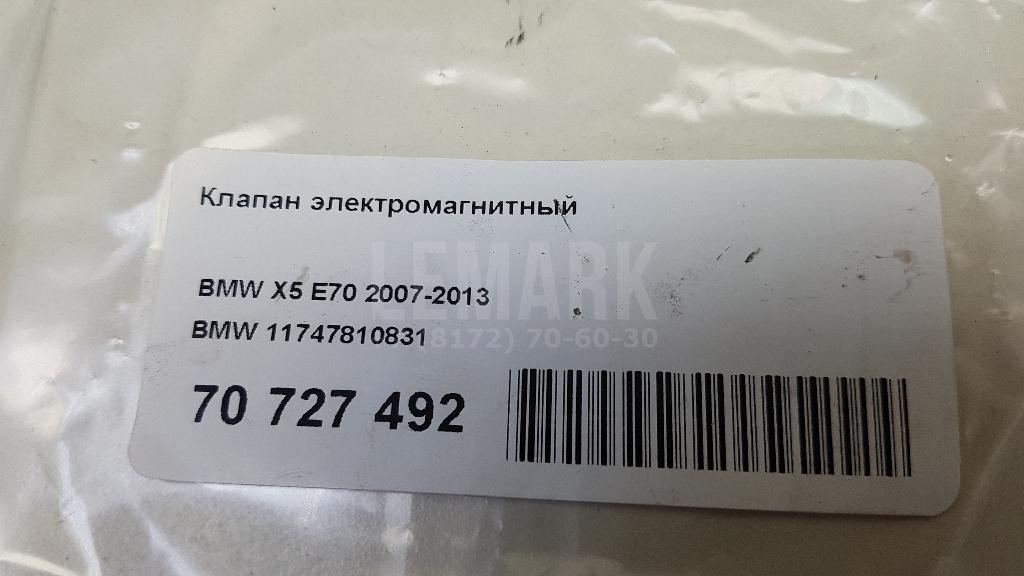 Клапан электромагнитный
LEMARK
BMW X5 E70 2007-2013
BMW 11747810831
(8172) 70-60-30
70 727 492